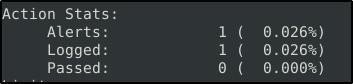 Action Stats:
Alerts: 1 ( 0.026%)
Logged: 1 ( 0.026%)
Passed: 0 ( 0.000%)